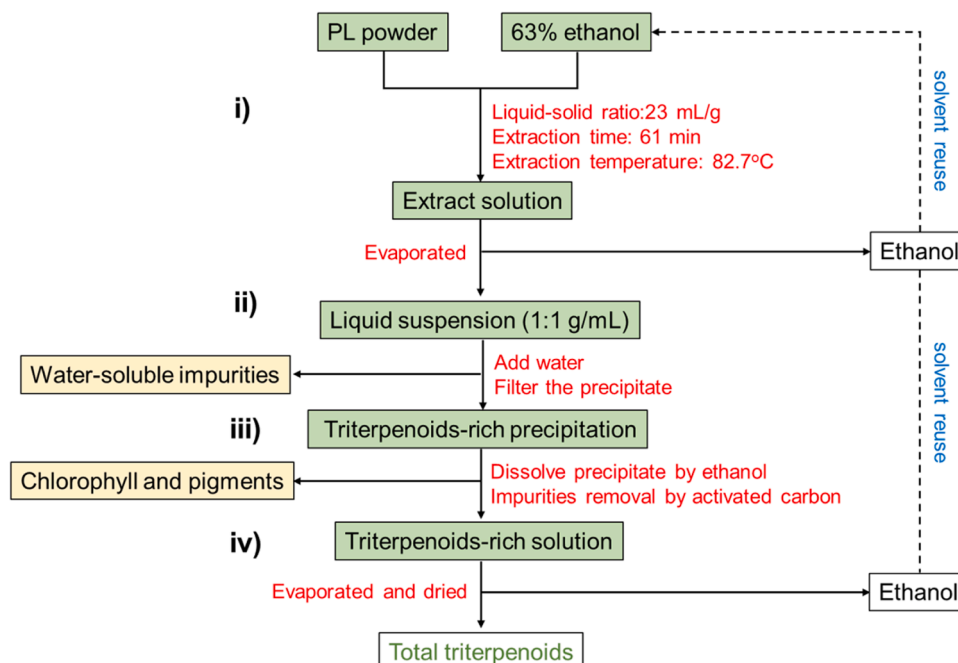 PL powder
63% ethanol
i)
Liquid-solid ratio:23 mL/g
Extraction time: 61 min
Extraction temperature: 82.7°C
solvent reuse
Extract solution
Evaporated
Ethanol
ii)
Liquid suspension (1:1 g/mL)
Add water
Filter the precipitate
Water-soluble impurities
solvent reuse
iii)
Triterpenoids-rich precipitation
Dissolve precipitate by ethanol
Impurities removal by activated carbon
Chlorophyll and pigments
iv)
Triterpenoids-rich solution
Evaporated and dried
Ethanol
Total triterpenoids